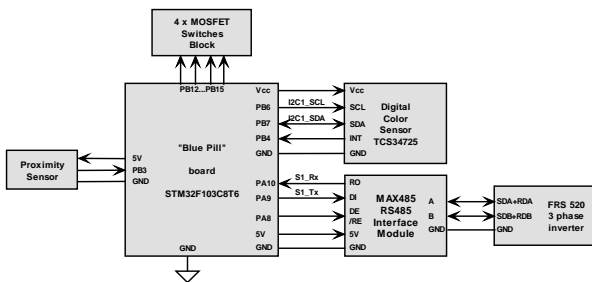 4 x MOSFET
Switches
Block
PB12...PB15
Proximity
Sensor
5V
PB3
GND
"Blue Pill"
board
STM32F103C8T6
GND
Vcc
PB6
PB7
PB4
GND
PA10
PA9
PA8
5V
GND
I2C1_SCL
I2C1_SDA
S1_Rx
S1_Tx
Vcc
SCL
SDA
INT
GND
Digital
Color
Sensor
TCS34725
RO
DI
DE
/RE
5V
GND
MAX485
RS485
Interface
Module
A
B
GND
SDA+RDA
SDB+RDB
GND
FRS 520
3 phase
inverter